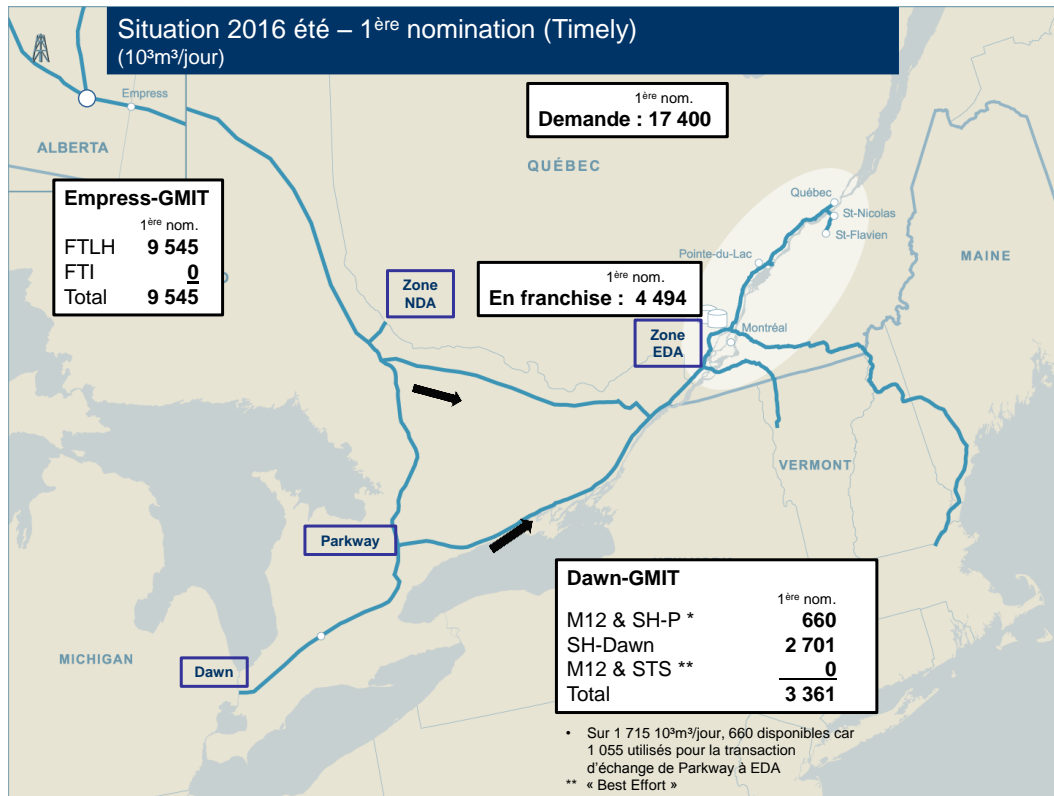 Situation 2016 été – 1ère nomination (Timely)
(10³m³/jour)
Empress
1ère nom.
Demande : 17 400
ALBERTA
QUÉBEC
Empress-GMIT
1ère nom.
FTLH 9 545
FTI 0
Total 9 545
Québec
St-Nicolas
St-Flavien
Pointe-du-Lac
MAINE
Zone
NDA
1ère nom.
En franchise : 4 494
Zone
EDA
Montréal
VERMONT
Parkway
Dawn-GMIT
1ère nom.
M12 & SH-P * 660
SH-Dawn 2 701
M12 & STS ** 0
Total 3 361
MICHIGAN
Dawn
• Sur 1 715 10³m³/jour, 660 disponibles car
1 055 utilisés pour la transaction
d'échange de Parkway à EDA
** « Best Effort »